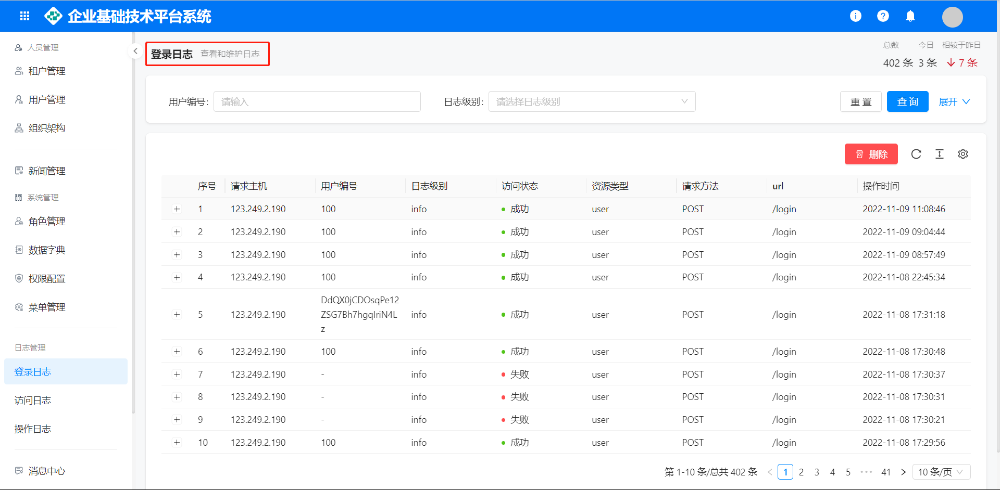 企业基础技术平台系统
人员管理
租户管理
用户管理
组织架构
新闻管理
系统管理
角色管理
数据字典
权限配置
菜单管理
日志管理
登录日志
访问日志
操作日志
消息中心
登录日志 查看和维护日志
总数 今日 相较于昨日
402 条 3 条 7 条
用户编号: 请输入 日志级别: 请选择日志级别 重 置 查 询 展开
删除
序号 请求主机 用户编号 日志级别 访问状态 资源类型 请求方法 url 操作时间
1 123.249.2.190 100 info 成功 user POST /login 2022-11-09 11:08:46
2 123.249.2.190 100 info 成功 user POST /login 2022-11-09 09:04:44
3 123.249.2.190 100 info 成功 user POST /login 2022-11-09 08:57:49
4 123.249.2.190 100 info 成功 user POST /login 2022-11-08 22:45:34
DdQX0jCDOsqPe12
5 123.249.2.190 ZSG7Bh7hgqIriN4L info 成功 user POST /login 2022-11-08 17:31:18
z
6 123.249.2.190 100 info 成功 user POST /login 2022-11-08 17:30:48
7 123.249.2.190 - info 失败 user POST /login 2022-11-08 17:30:37
8 123.249.2.190 - info 失败 user POST /login 2022-11-08 17:30:31
9 123.249.2.190 - info 失败 user POST /login 2022-11-08 17:30:21
10 123.249.2.190 100 info 成功 user POST /login 2022-11-08 17:29:56
第 1-10 条/总共 402 条 < 1 2 3 4 5 ••• 41 > 10 条/页